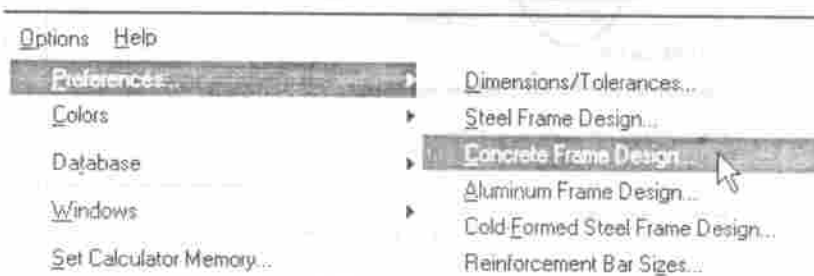 Options Help
Preferences...
Colors
Database
Windows
Set Calculator Memory...
Dimensions/Tolerances...
Steel Frame Design...
Concrete Frame Design...
Aluminum Frame Design...
Cold-Formed Steel Frame Design...
Reinforcement Bar Sizes...